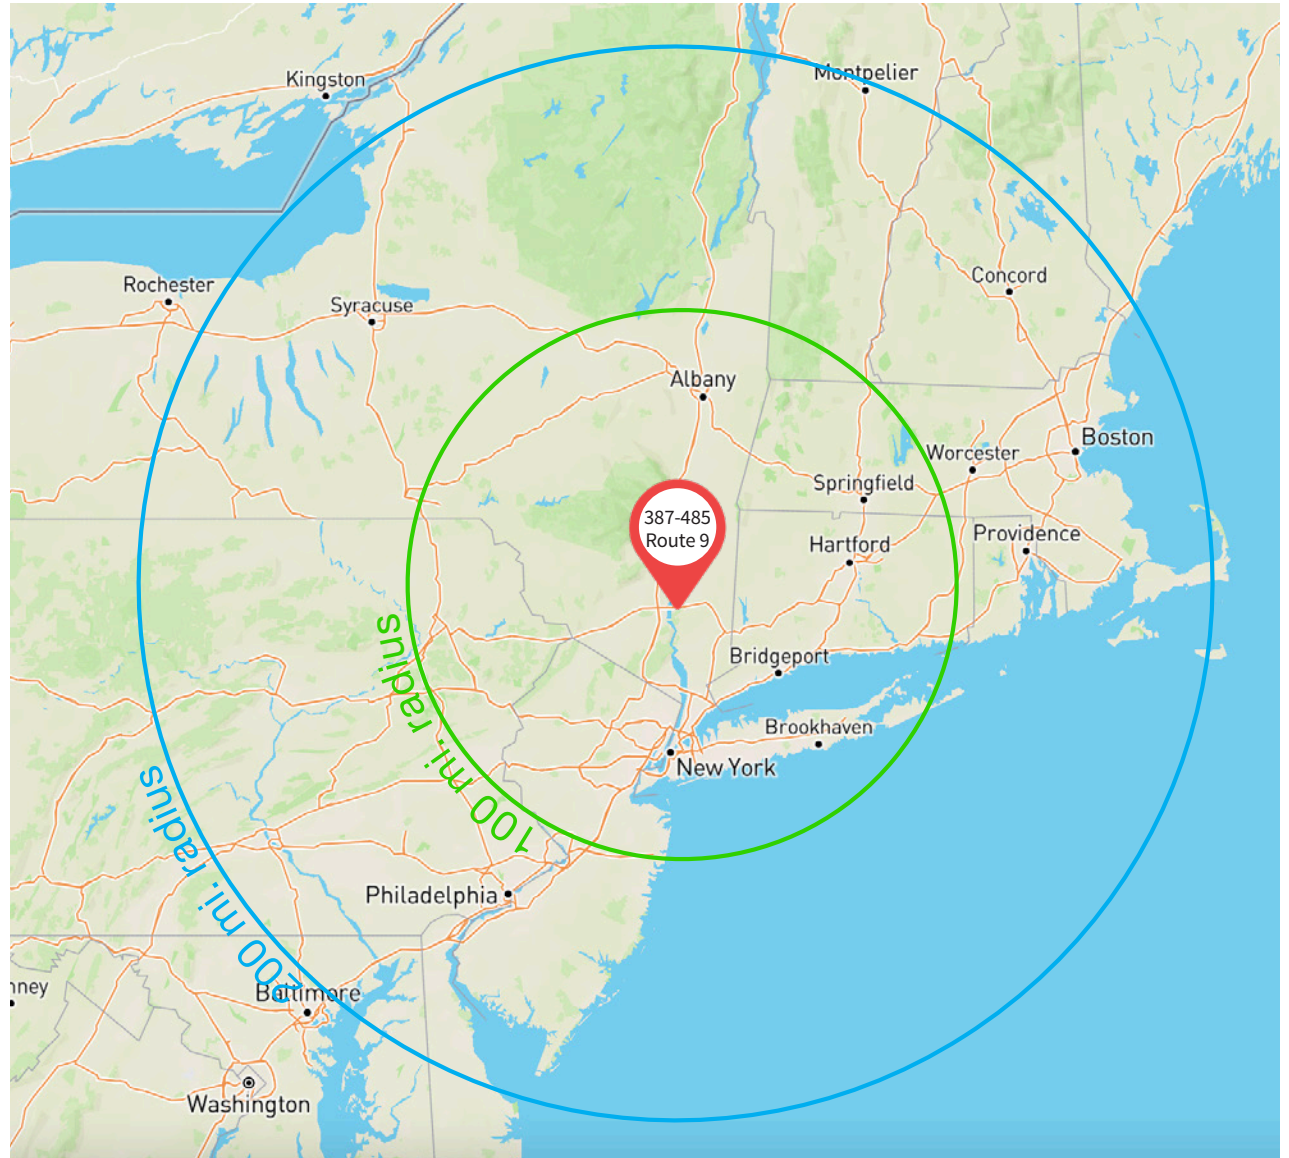 Montpelier
Kingston
Concord
Rochester
Syracuse
Albany
Boston
Worcester
Springfield
387-485
Route 9
Providence
Hartford
100 mi. radius
Bridgeport
Brookhaven
New York
200 mi. radius
Philadelphia
nney
Baltimore
Washington